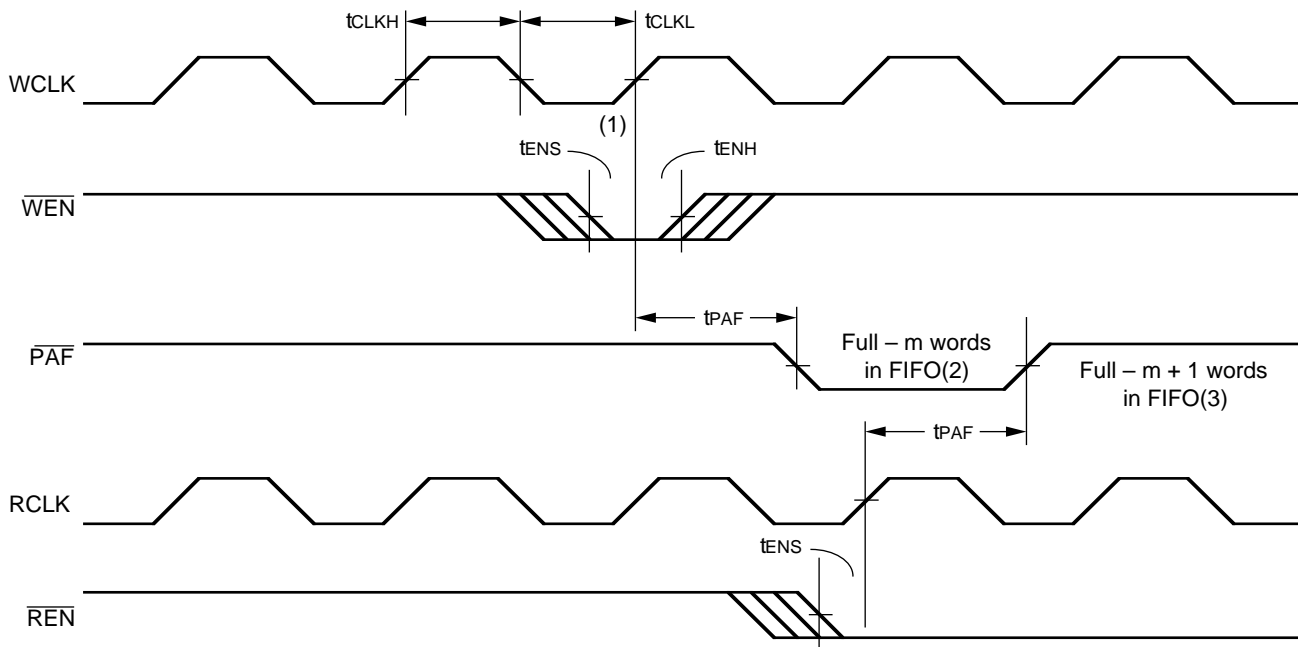 tCLKH
tCLKL
WCLK
(1)
tENS
tENH
WEN
tPAF
PAF
Full – m words
in FIFO(2)
Full – m + 1 words
in FIFO(3)
tPAF
RCLK
tENS
REN